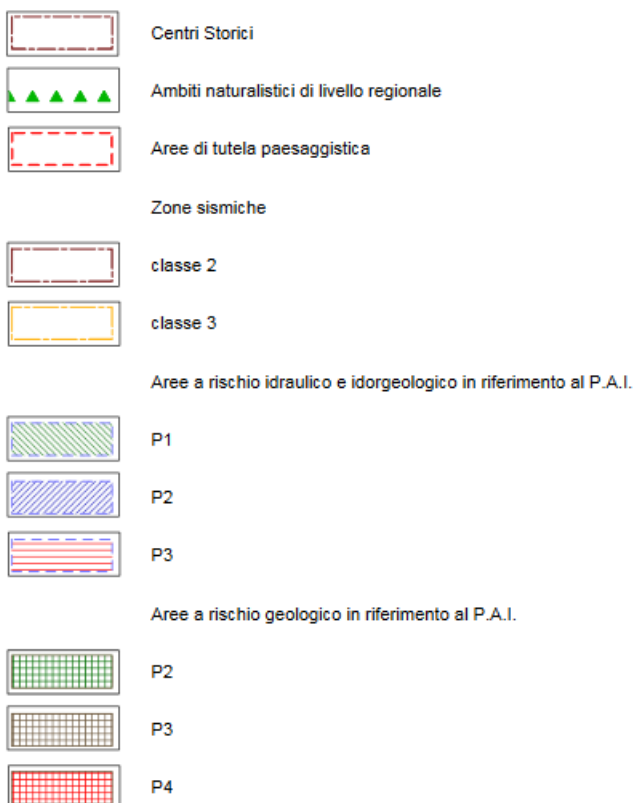 Centri Storici
Ambiti naturalistici di livello regionale
Aree di tutela paesaggistica
Zone sismiche
classe 2
classe 3
Aree a rischio idraulico e idorgeologico in riferimento al P.A.I.
P1
P2
P3
Aree a rischio geologico in riferimento al P.A.I.
P2
P3
P4